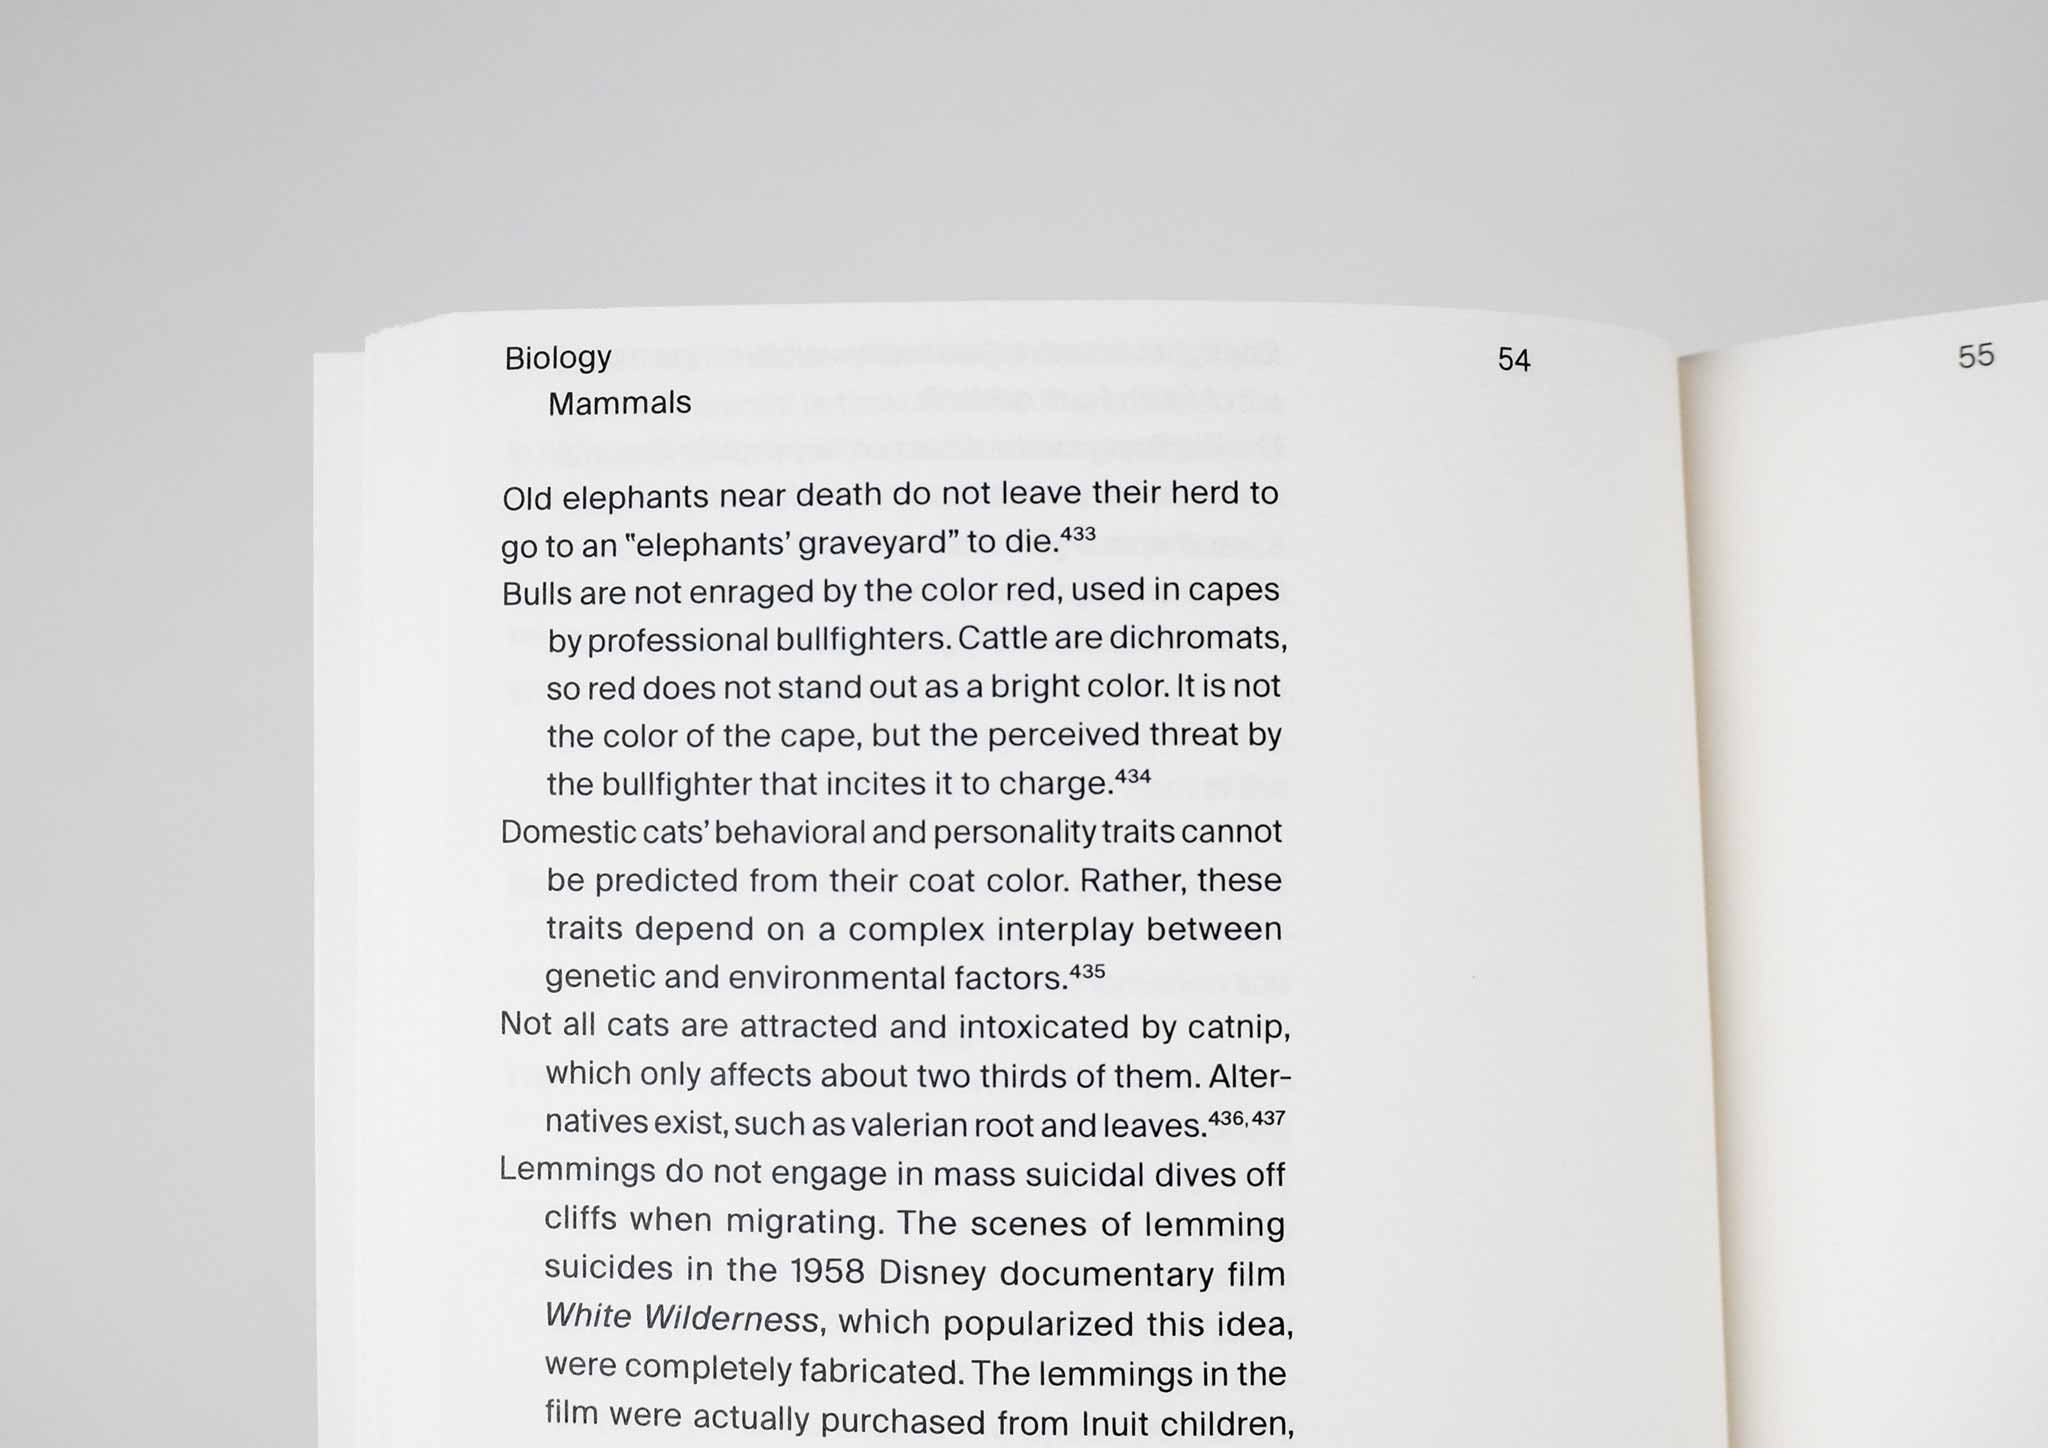 Biology 54
Mammals
Old elephants near death do not leave their herd to
go to an "elephants’ graveyard” to die.433
Bulls are not enraged by the color red, used in capes
by professional bullfighters. Cattle are dichromats,
so red does not stand out as a bright color. It is not
the color of the cape, but the perceived threat by
the bullfighter that incites it to charge.434
Domestic cats’ behavioral and personality traits cannot
be predicted from their coat color. Rather, these
traits depend on a complex interplay between
genetic and environmental factors.435
Not all cats are attracted and intoxicated by catnip,
which only affects about two thirds of them. Alter-
natives exist, such as valerian root and leaves.436, 437
Lemmings do not engage in mass suicidal dives off
cliffs when migrating. The scenes of lemming
suicides in the 1958 Disney documentary film
White Wilderness, which popularized this idea,
were completely fabricated. The lemmings in the
film were actually purchased from Inuit children,
55